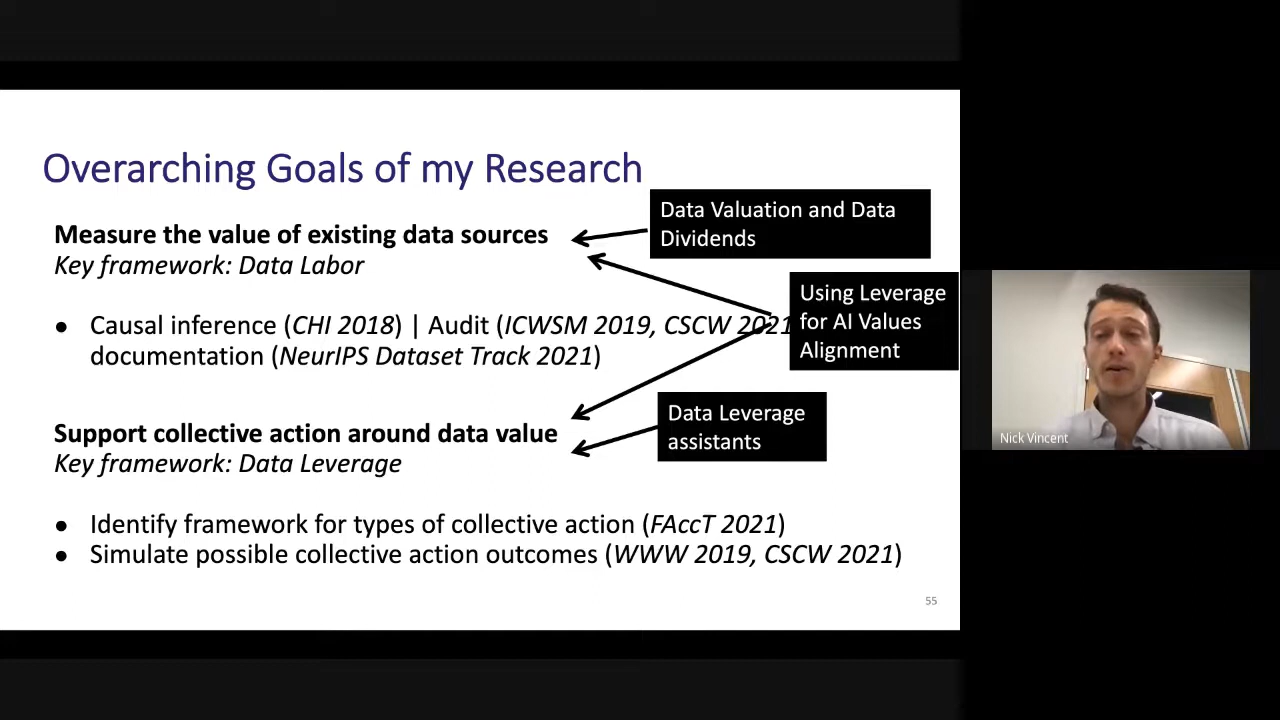 Overarching Goals of my Research
Data Valuation and Data
Dividends
Measure the value of existing data sources
Key framework: Data Labor
Using Leverage
for AI Values
Alignment
● Causal inference (CHI 2018) | Audit (ICWSM 2019, CSCW 2021
documentation (NeurIPS Dataset Track 2021)
Data Leverage
assistants
Support collective action around data value
Key framework: Data Leverage
● Identify framework for types of collective action (FAccT 2021)
● Simulate possible collective action outcomes (WWW 2019, CSCW 2021)
55
Nick Vincent